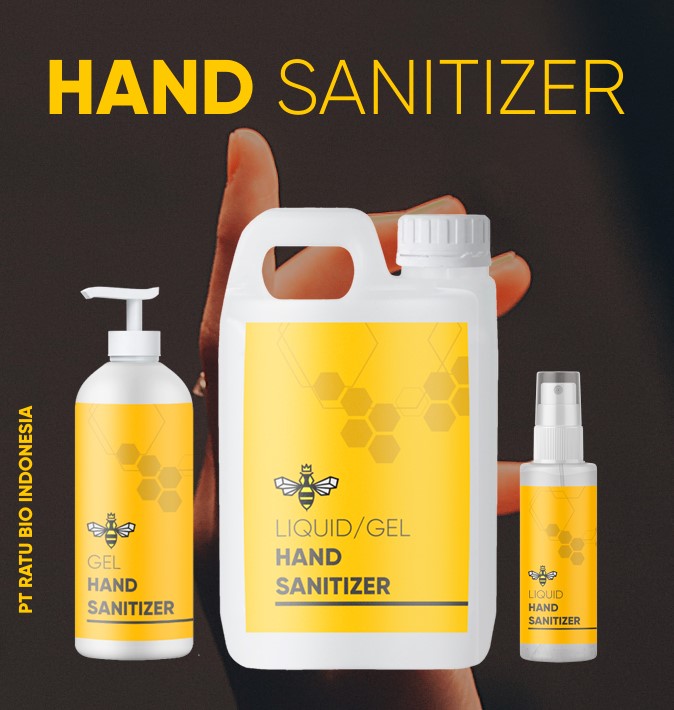 HAND SANITIZER
PT RATU BIO INDONESIA
GEL
HAND
SANITIZER
LIQUID/GEL
HAND
SANITIZER
LIQUID
HAND
SANITIZER